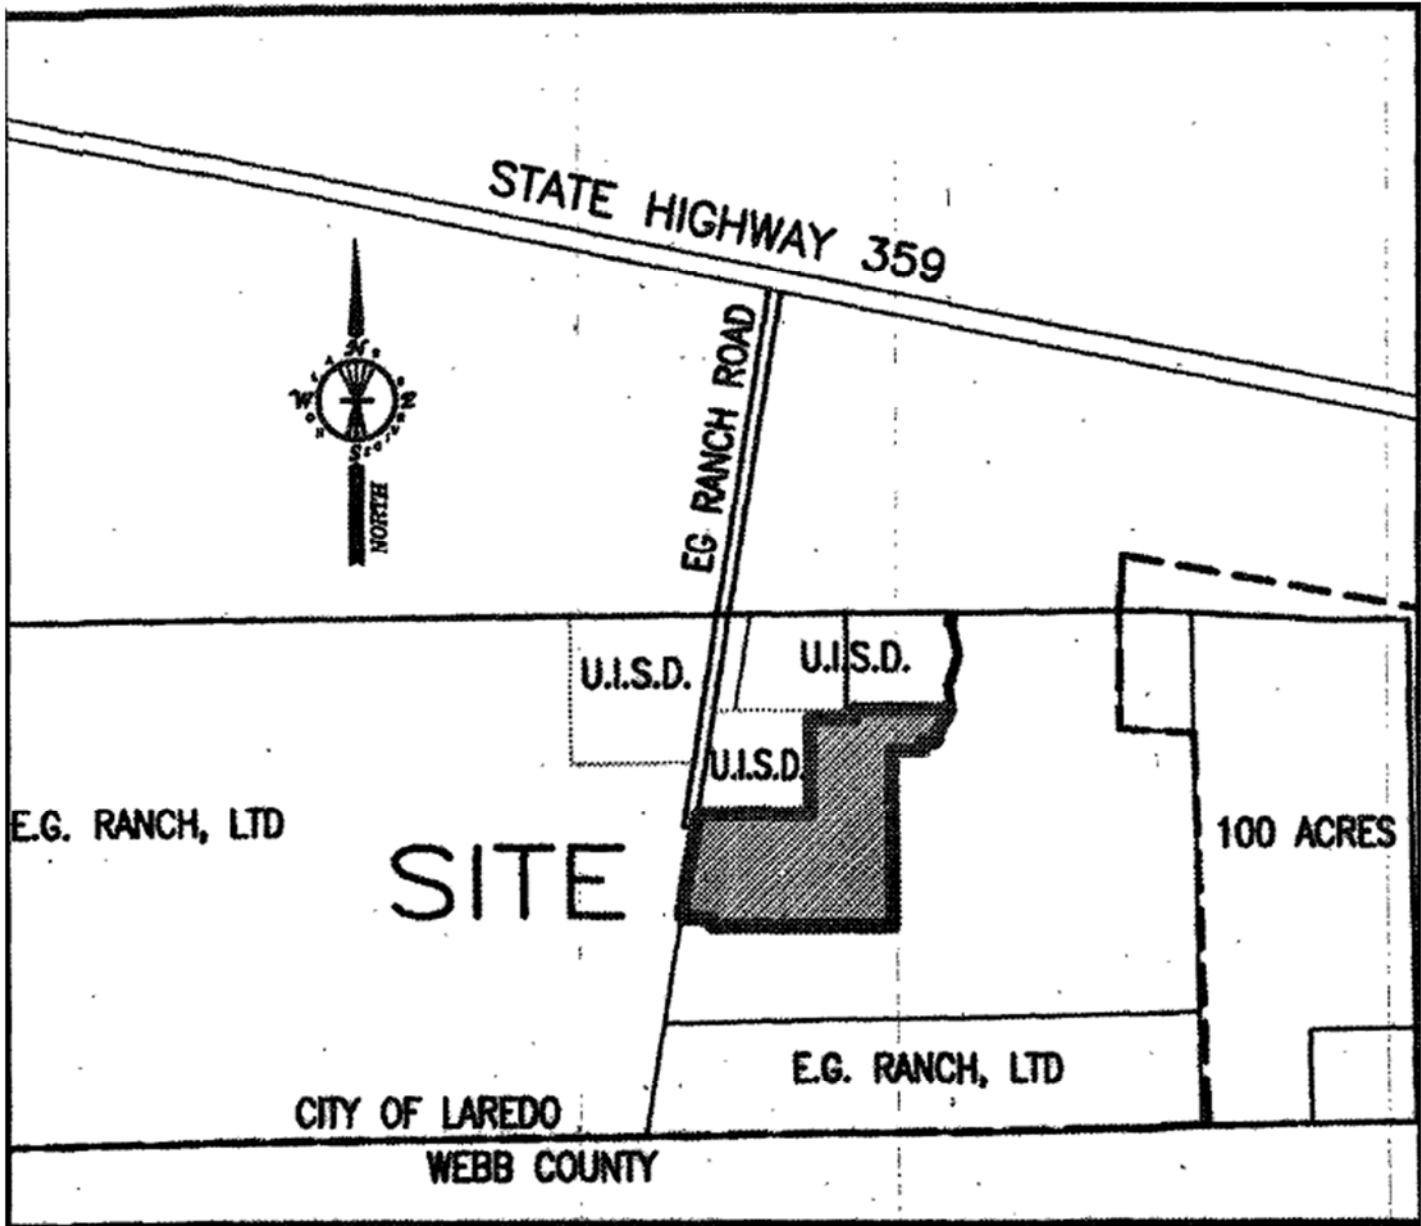 STATE HIGHWAY 359
EG RANCH ROAD
N
W
E
S
NORTH
U.I.S.D.
U.I.S.D.
U.I.S.D.
E.G. RANCH, LTD
SITE
100 ACRES
E.G. RANCH, LTD
CITY OF LAREDO
WEBB COUNTY